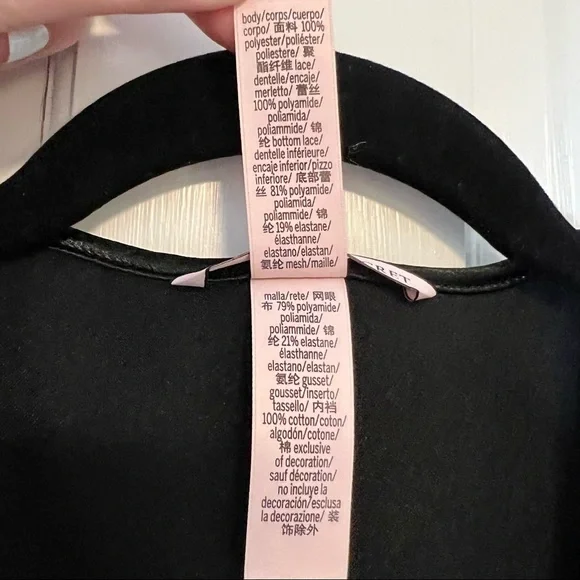 body/corps/cuerpo/
corpo/ 面料 100%
polyester/poliéster/
poliestere/ 聚
酯纤维 lace/
dentelle/encaje/
merletto/ 蕾丝
100% polyamide/
poliamida/
poliammide/ 锦
纶 bottom lace/
dentelle inférieure/
encaje inferior/pizzo
inferiore/ 底部蕾
丝 81% polyamide/
poliamida/
poliammide/ 锦
纶 19% elastane/
élasthanne/
elastano/elastan/
氨纶 mesh/maille/
malla/rete/ 网眼
布 79% polyamide/
poliamida/
poliammide/ 锦
纶 21% elastane/
élasthanne/
elastano/elastan/
氨纶 gusset/
gousset/inserto/
tassello/ 内裆
100% cotton/coton/
algodón/cotone/
棉 exclusive
of decoration/
sauf décoration/
no incluye la
decoración/esclusa
la decorazione/ 装
饰除外